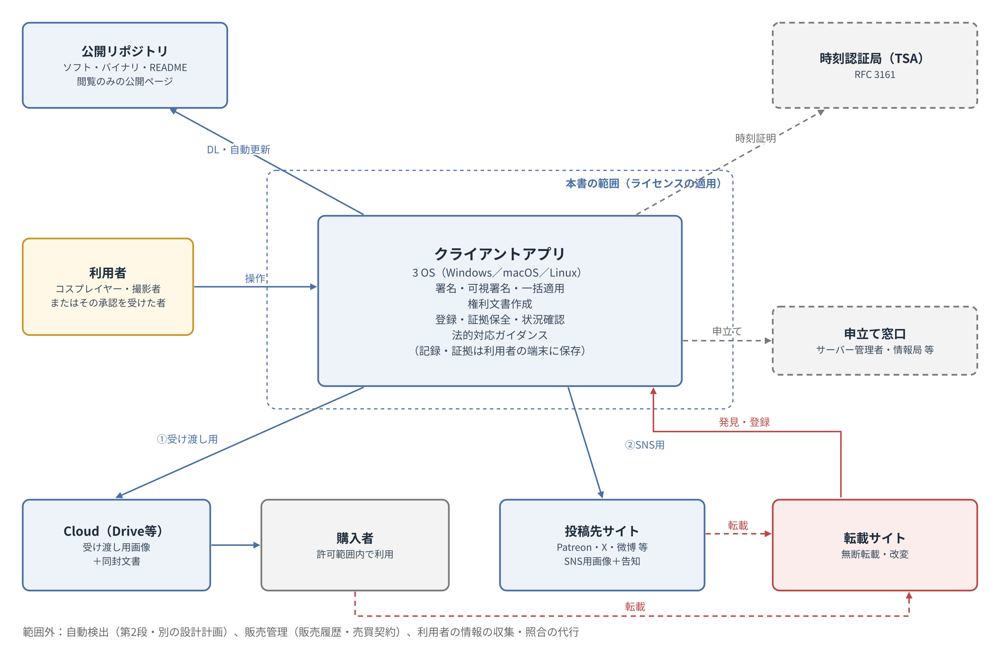 公開リポジトリ
ソフト・バイナリ・README
閲覧のみの公開ページ
時刻認証局（TSA）
RFC 3161
時刻証明
DL・自動更新
本書の範囲（ライセンスの適用）
クライアントアプリ
3 OS（Windows／macOS／Linux）
署名・可視署名・一括適用
権利文書作成
登録・証拠保全・状況確認
法的対応ガイダンス
（記録・証拠は利用者の端末に保存）
利用者
コスプレイヤー・撮影者
またはその承認を受けた者
操作
申立て
申立て窓口
サーバー管理者・情報局 等
発見・登録
①受け渡し用
②SNS用
Cloud（Drive等）
受け渡し用画像
＋同封文書
購入者
許可範囲内で利用
投稿先サイト
Patreon・X・微博 等
SNS用画像＋告知
転載
転載サイト
無断転載・改変
転載
範囲外：自動検出（第2段・別の設計計画）、販売管理（販売履歴・売買契約）、利用者の情報の収集・照合の代行